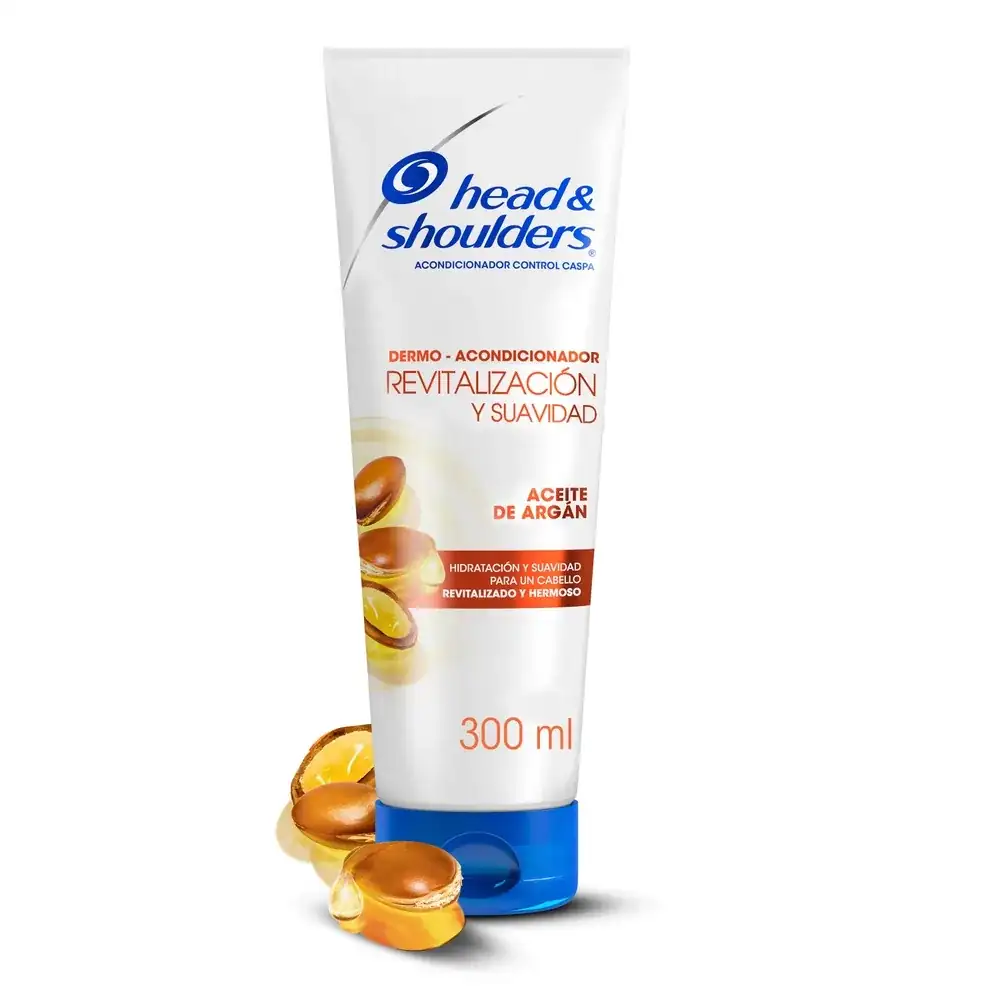 head &
shoulders®
ACONDICIONADOR CONTROL CASPA
DERMO - ACONDICIONADOR
REVITALIZACIÓN
Y SUAVIDAD
ACEITE
DE ARGÁN
HIDRATACIÓN Y SUAVIDAD
PARA UN CABELLO
REVITALIZADO Y HERMOSO
300 ml